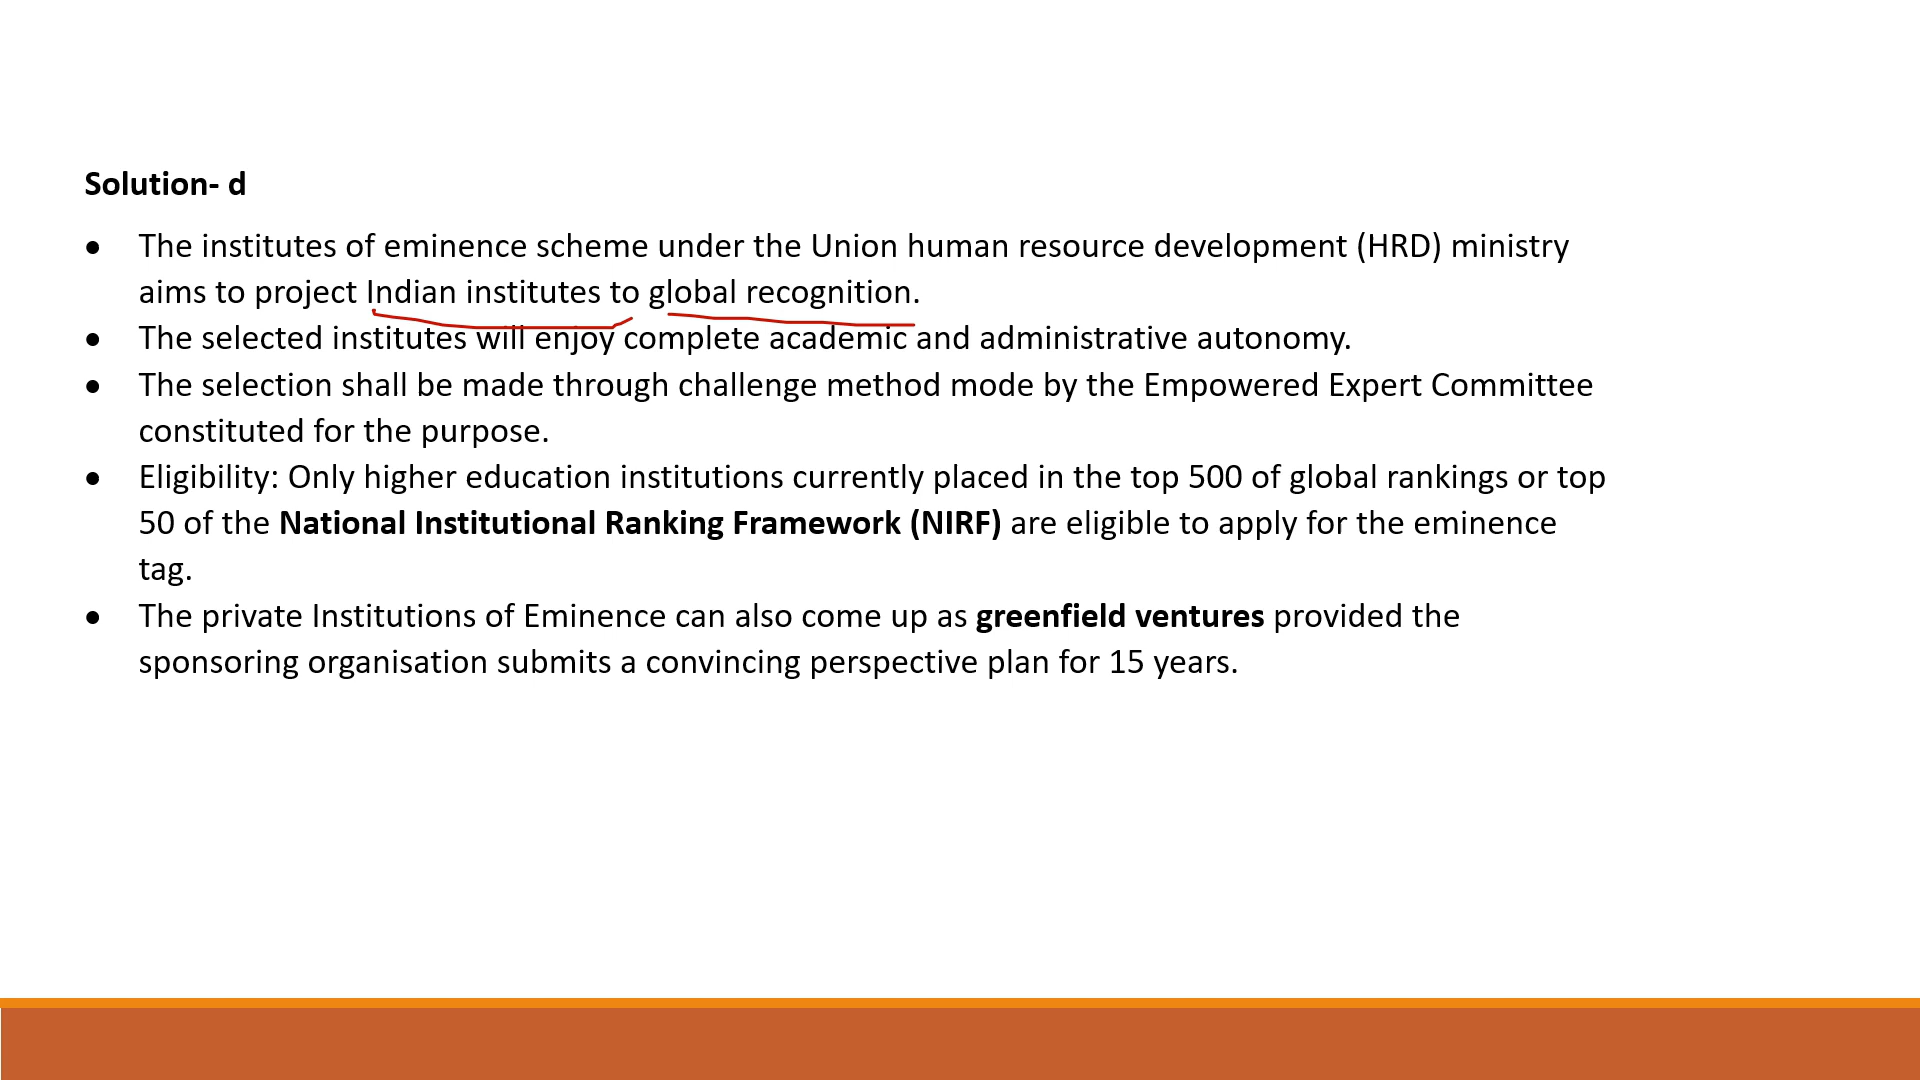 Solution- d
• The institutes of eminence scheme under the Union human resource development (HRD) ministry
aims to project Indian institutes to global recognition.
• The selected institutes will enjoy complete academic and administrative autonomy.
• The selection shall be made through challenge method mode by the Empowered Expert Committee
constituted for the purpose.
• Eligibility: Only higher education institutions currently placed in the top 500 of global rankings or top
50 of the National Institutional Ranking Framework (NIRF) are eligible to apply for the eminence
tag.
• The private Institutions of Eminence can also come up as greenfield ventures provided the
sponsoring organisation submits a convincing perspective plan for 15 years.